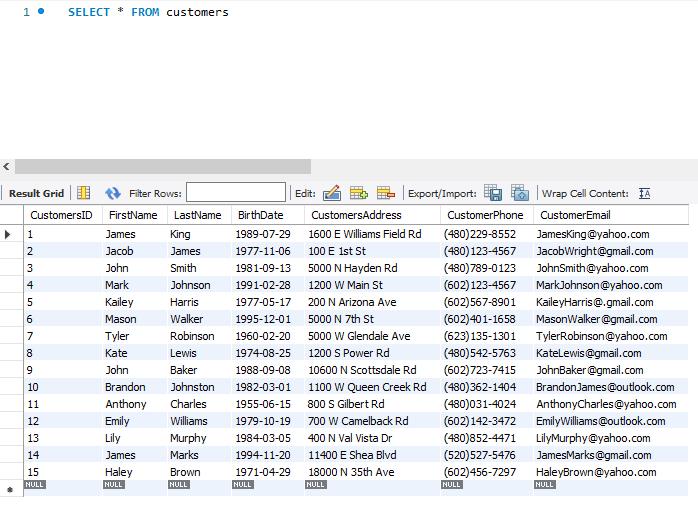 1 SELECT * FROM customers
Result Grid Filter Rows: Edit: Export/Import: Wrap Cell Content: IA
CustomersID FirstName LastName BirthDate CustomersAddress CustomerPhone CustomerEmail
1 James King 1989-07-29 1600 E Williams Field Rd (480)229-8552 JamesKing@yahoo.com
2 Jacob James 1977-11-06 100 E 1st St (480)123-4567 JacobWright@gmail.com
3 John Smith 1981-09-13 5000 N Hayden Rd (480)789-0123 JohnSmith@yahoo.com
4 Mark Johnson 1991-02-28 1200 W Main St (602)123-4567 MarkJohnson@yahoo.com
5 Kailey Harris 1977-05-17 200 N Arizona Ave (602)567-8901 KaileyHarris@.gmail.com
6 Mason Walker 1995-12-01 5000 N 7th St (602)401-1658 MasonWalker@gmail.com
7 Tyler Robinson 1960-02-20 5000 W Glendale Ave (623)135-1301 TylerRobinson@yahoo.com
8 Kate Lewis 1974-08-25 1200 S Power Rd (480)542-5763 KateLewis@gmail.com
9 John Baker 1988-09-08 10600 N Scottsdale Rd (602)723-7415 JohnBaker@gmail.com
10 Brandon Johnston 1982-03-01 1100 W Queen Creek Rd (480)362-1404 BrandonJames@outlook.com
11 Anthony Charles 1955-06-15 800 S Gilbert Rd (480)031-4024 AnthonyCharles@yahoo.com
12 Emily Williams 1979-10-19 700 W Camelback Rd (602)142-3472 EmilyWilliams@outlook.com
13 Lily Murphy 1984-03-05 400 N Val Vista Dr (480)852-4471 LilyMurphy@yahoo.com
14 James Marks 1994-11-20 11400 E Shea Blvd (520)527-5476 JamesMarks@gmail.com
15 Haley Brown 1971-04-29 18000 N 35th Ave (602)456-7297 HaleyBrown@yahoo.com
NULL NULL NULL NULL NULL NULL NULL